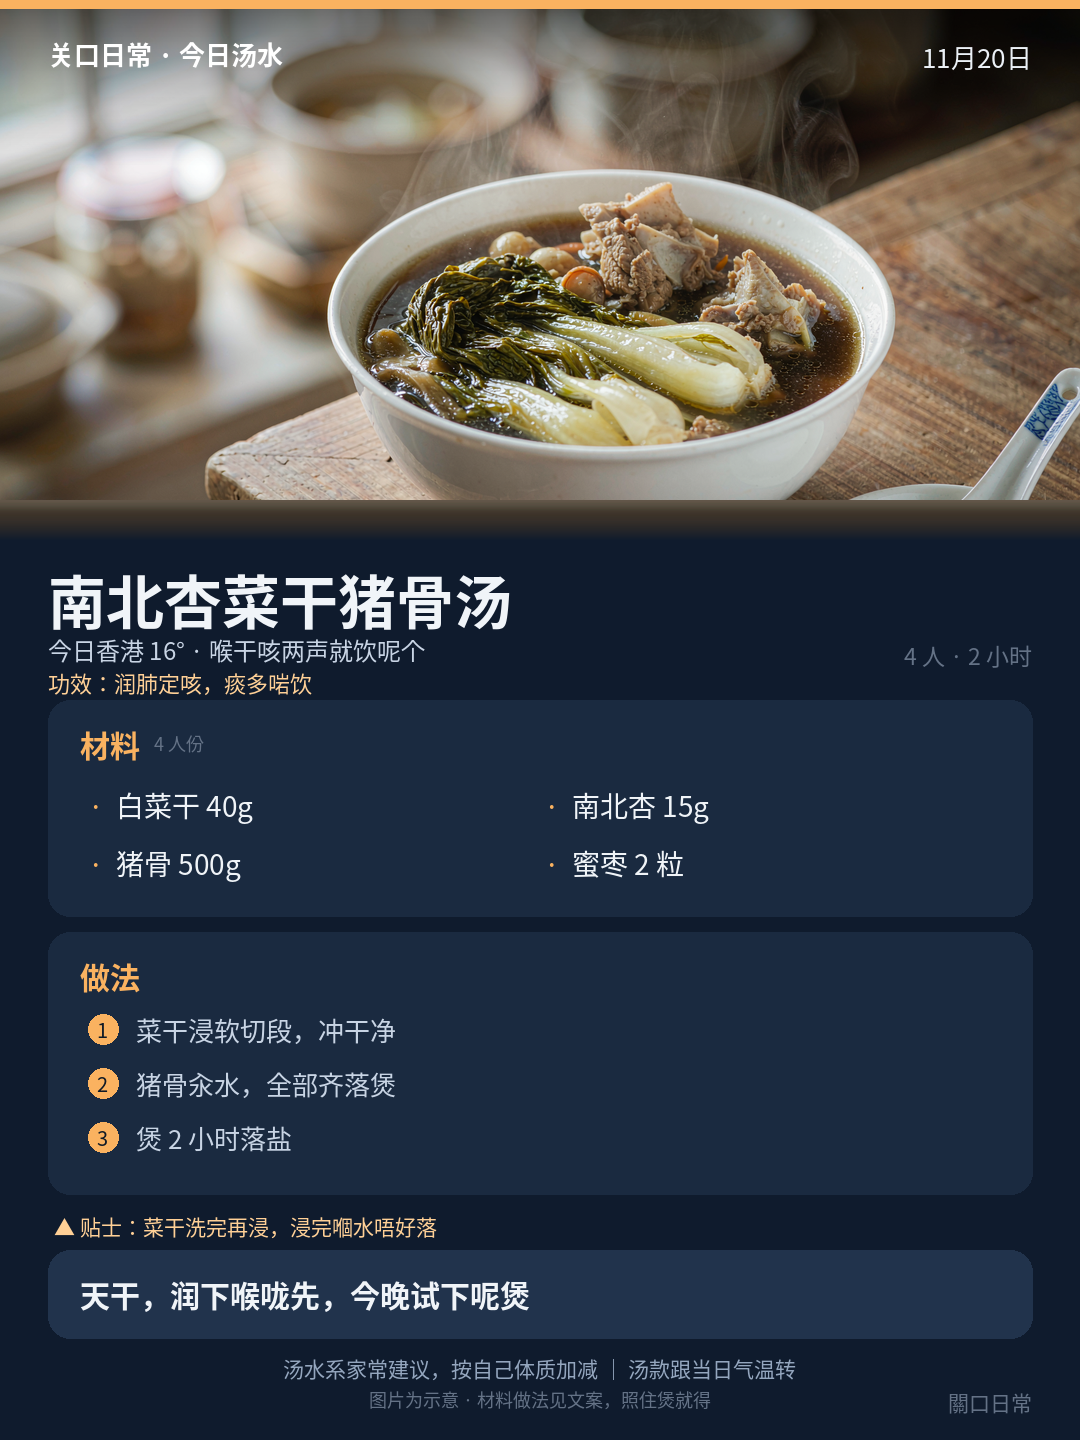 关口日常 · 今日汤水
11月20日
南北杏菜干猪骨汤
今日香港 16° · 喉干咳两声就饮呢个
4 人 · 2 小时
功效：润肺定咳，痰多啱饮
材料 4 人份
· 白菜干 40g
· 南北杏 15g
· 猪骨 500g
· 蜜枣 2 粒
做法
1 菜干浸软切段，冲干净
2 猪骨汆水，全部齐落煲
3 煲 2 小时落盐
▲ 贴士：菜干洗完再浸，浸完嗰水唔好落
天干，润下喉咙先，今晚试下呢煲
汤水系家常建议，按自己体质加减 ｜ 汤款跟当日气温转
图片为示意 · 材料做法见文案，照住煲就得
關口日常